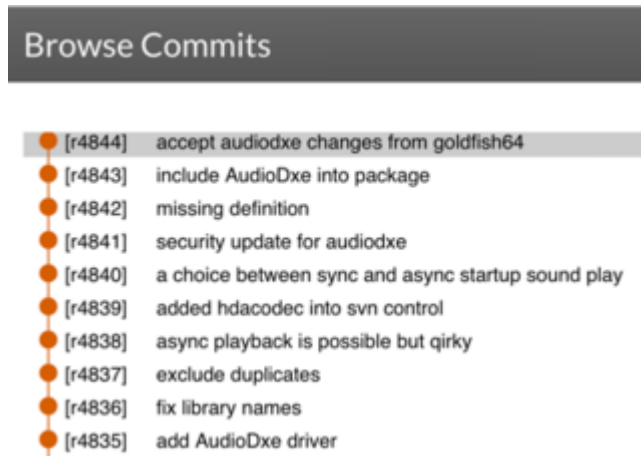 Browse Commits
[r4844] accept audiodxe changes from goldfish64
[r4843] include AudioDxe into package
[r4842] missing definition
[r4841] security update for audiodxe
[r4840] a choice between sync and async startup sound play
[r4839] added hdacodec into svn control
[r4838] async playback is possible but qirky
[r4837] exclude duplicates
[r4836] fix library names
[r4835] add AudioDxe driver